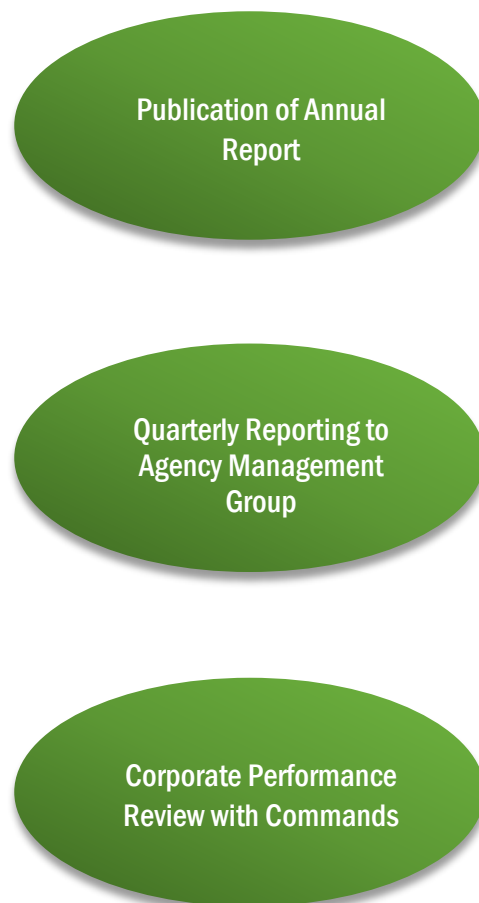 Publication of Annual
Report
Quarterly Reporting to
Agency Management
Group
Corporate Performance
Review with Commands